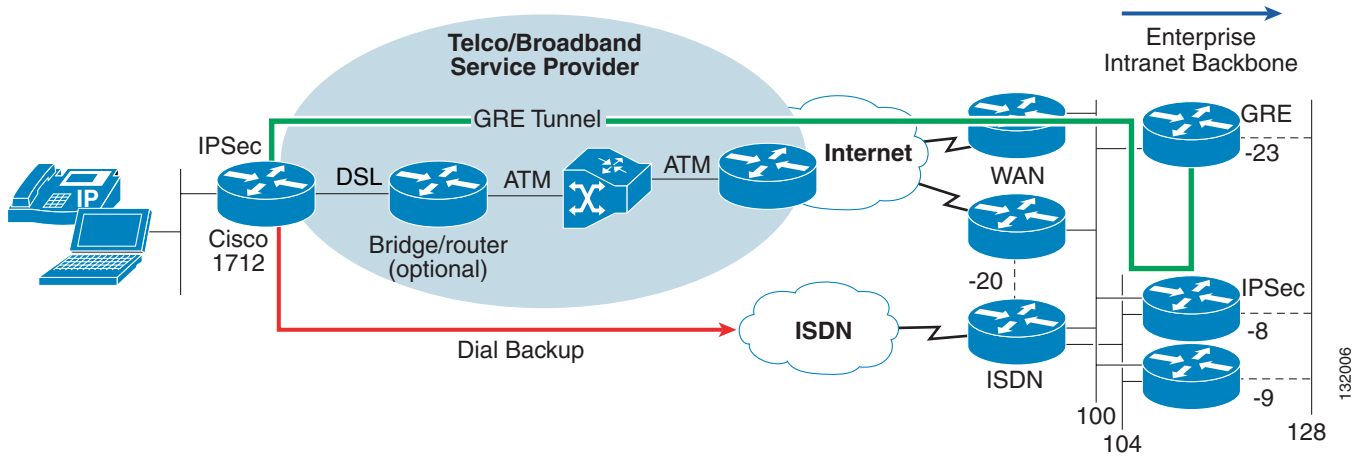 Telco/Broadband
Service Provider
Enterprise
Intranet Backbone
GRE Tunnel
GRE
IPSec
Internet
-23
DSL
ATM
ATM
WAN
IP
Cisco
1712
Bridge/router
(optional)
-20
IPSec
ISDN
-8
Dial Backup
ISDN
-9
100
104
128
132006